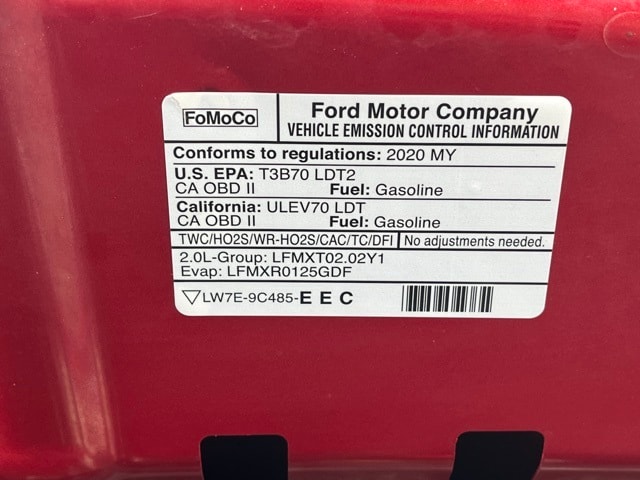 FoMoCo
Ford Motor Company
VEHICLE EMISSION CONTROL INFORMATION
Conforms to regulations: 2020 MY
U.S. EPA: T3B70 LDT2
CA OBD II Fuel: Gasoline
California: ULEV70 LDT
CA OBD II Fuel: Gasoline
TWC/HO2S/WR-HO2S/CAC/TC/DFI No adjustments needed.
2.0L-Group: LFMXT02.02Y1
Evap: LFMXR0125GDF
▽LW7E-9C485-E E C